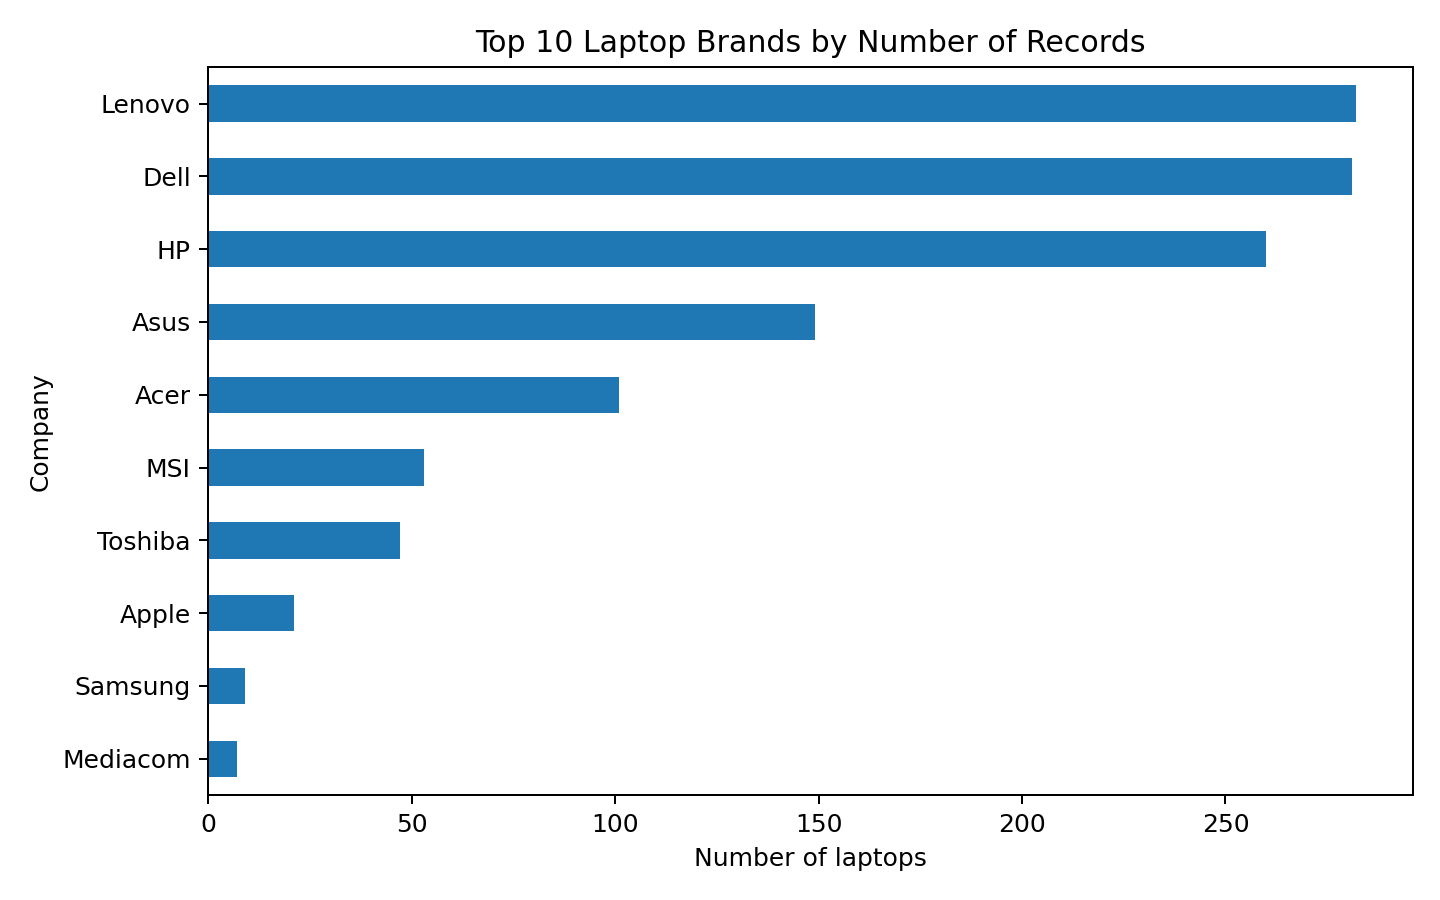 Top 10 Laptop Brands by Number of Records
Lenovo
Dell
HP
Asus
Acer
MSI
Toshiba
Apple
Samsung
Mediacom
Company
0 50 100 150 200 250
Number of laptops